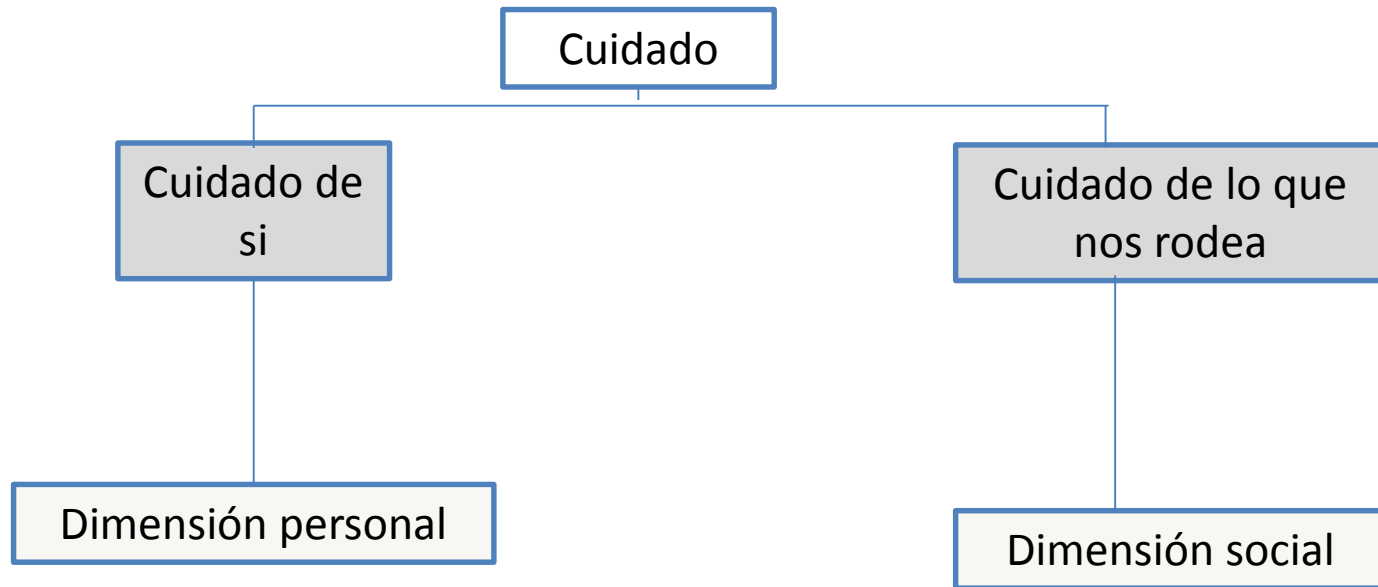 Cuidado
Cuidado de
si
Cuidado de lo que
nos rodea
Dimensión personal
Dimensión social